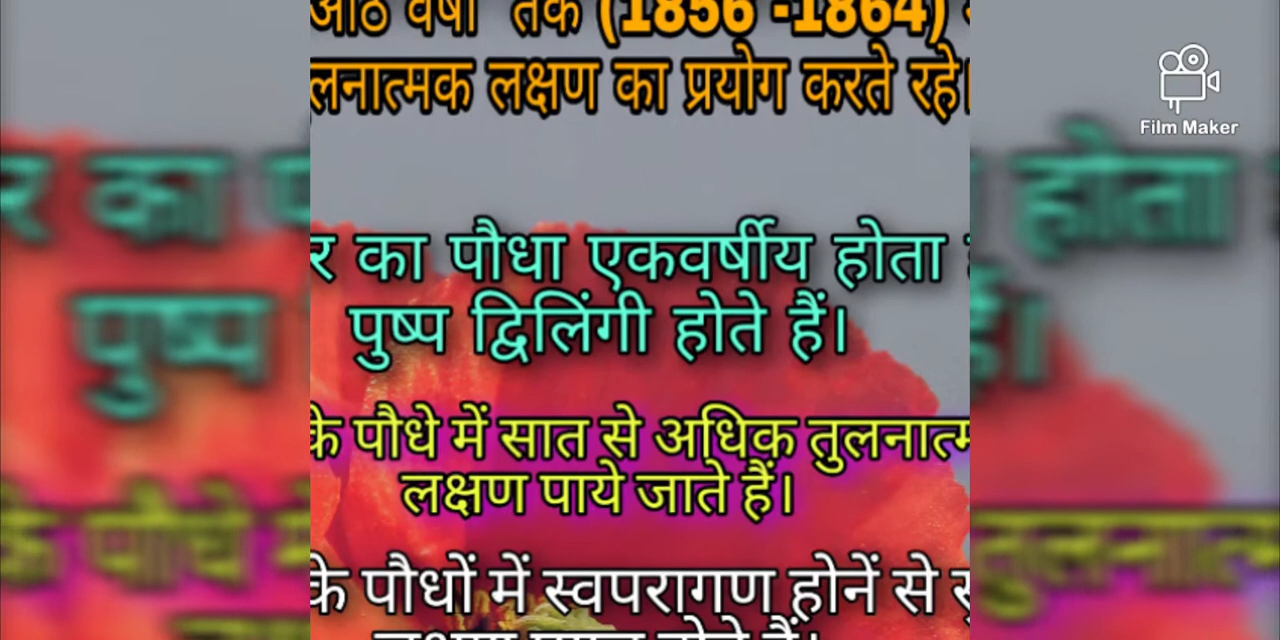 आठ वर्षों तक (1856 -1864)
लनात्मक लक्षण का प्रयोग करते रहे।
Film Maker
र का पौधा एकवर्षीय होता
पुष्प द्विलिंगी होते हैं।
के पौधे में सात से अधिक तुलनात्म
लक्षण पाये जाते हैं।
के पौधों में स्वपरागण होनें से